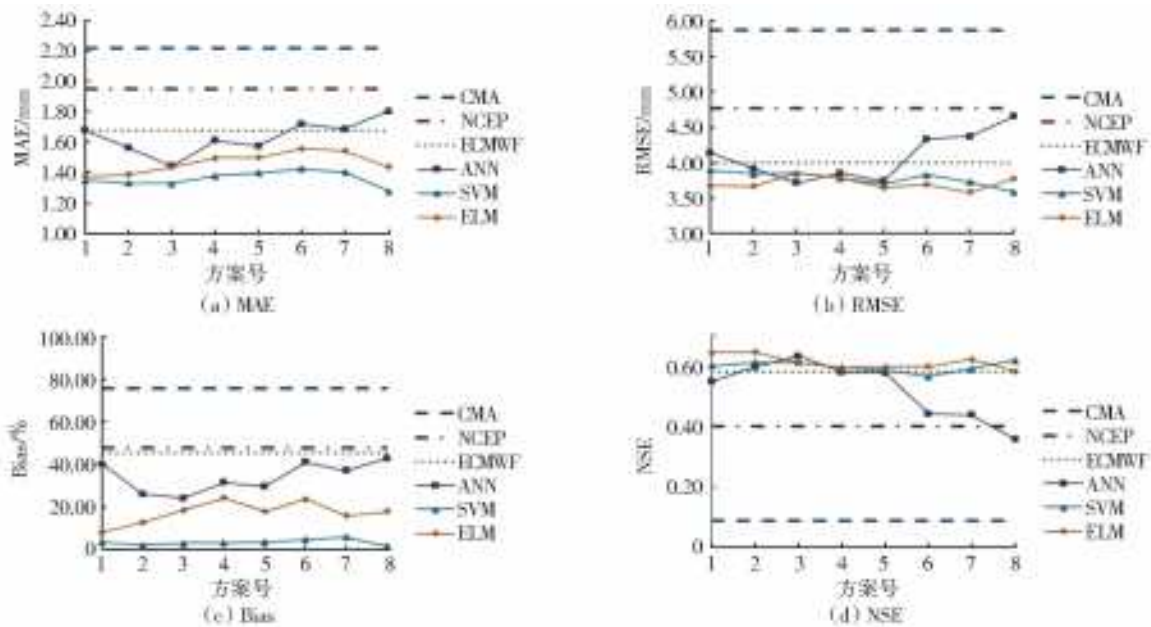 2.40
2.20
2.00
1.80
1.60
1.40
1.20
1.00
MAE/mm
1 2 3 4 5 6 7 8
方案号
(a) MAE
CMA
NCEP
ECMWF
ANN
SVM
ELM
6.00
5.50
5.00
4.50
4.00
3.50
3.00
RMSE/mm
1 2 3 4 5 6 7 8
方案号
(b) RMSE
CMA
NCEP
ECMWF
ANN
SVM
ELM
100.00
80.00
60.00
40.00
20.00
0
Bias/%
1 2 3 4 5 6 7 8
方案号
(c) Bias
CMA
NCEP
ECMWF
ANN
SVM
ELM
0.60
0.40
0.20
0
NSE
1 2 3 4 5 6 7 8
方案号
(d) NSE
CMA
NCEP
ECMWF
ANN
SVM
ELM